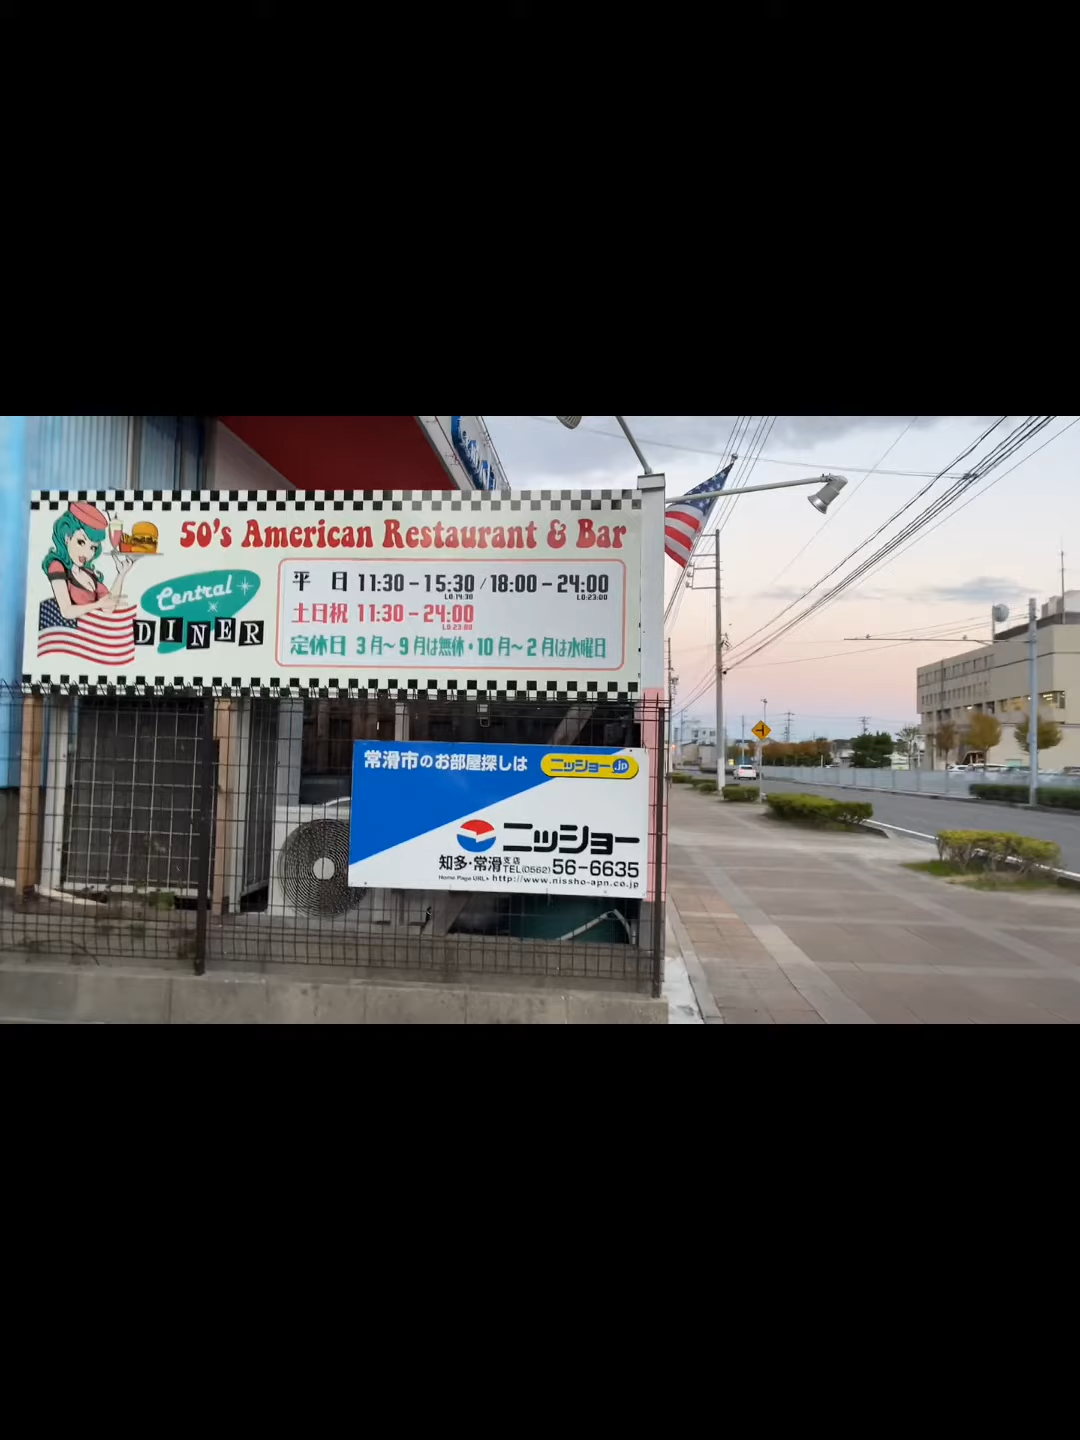 50's American Restaurant & Bar
Central
DINER
平 日 11:30 - 15:30 / 18:00 - 24:00
LO:14:30 LO:23:00
土日祝 11:30 - 24:00
LO:23:00
定休日 3月～9月は無休・10月～2月は水曜日
常滑市のお部屋探しは ニッショー.jp
ニッショー
知多・常滑支店 TEL(0562)56-6635
Home Page URL▶ http://www.nissho-apn.co.jp